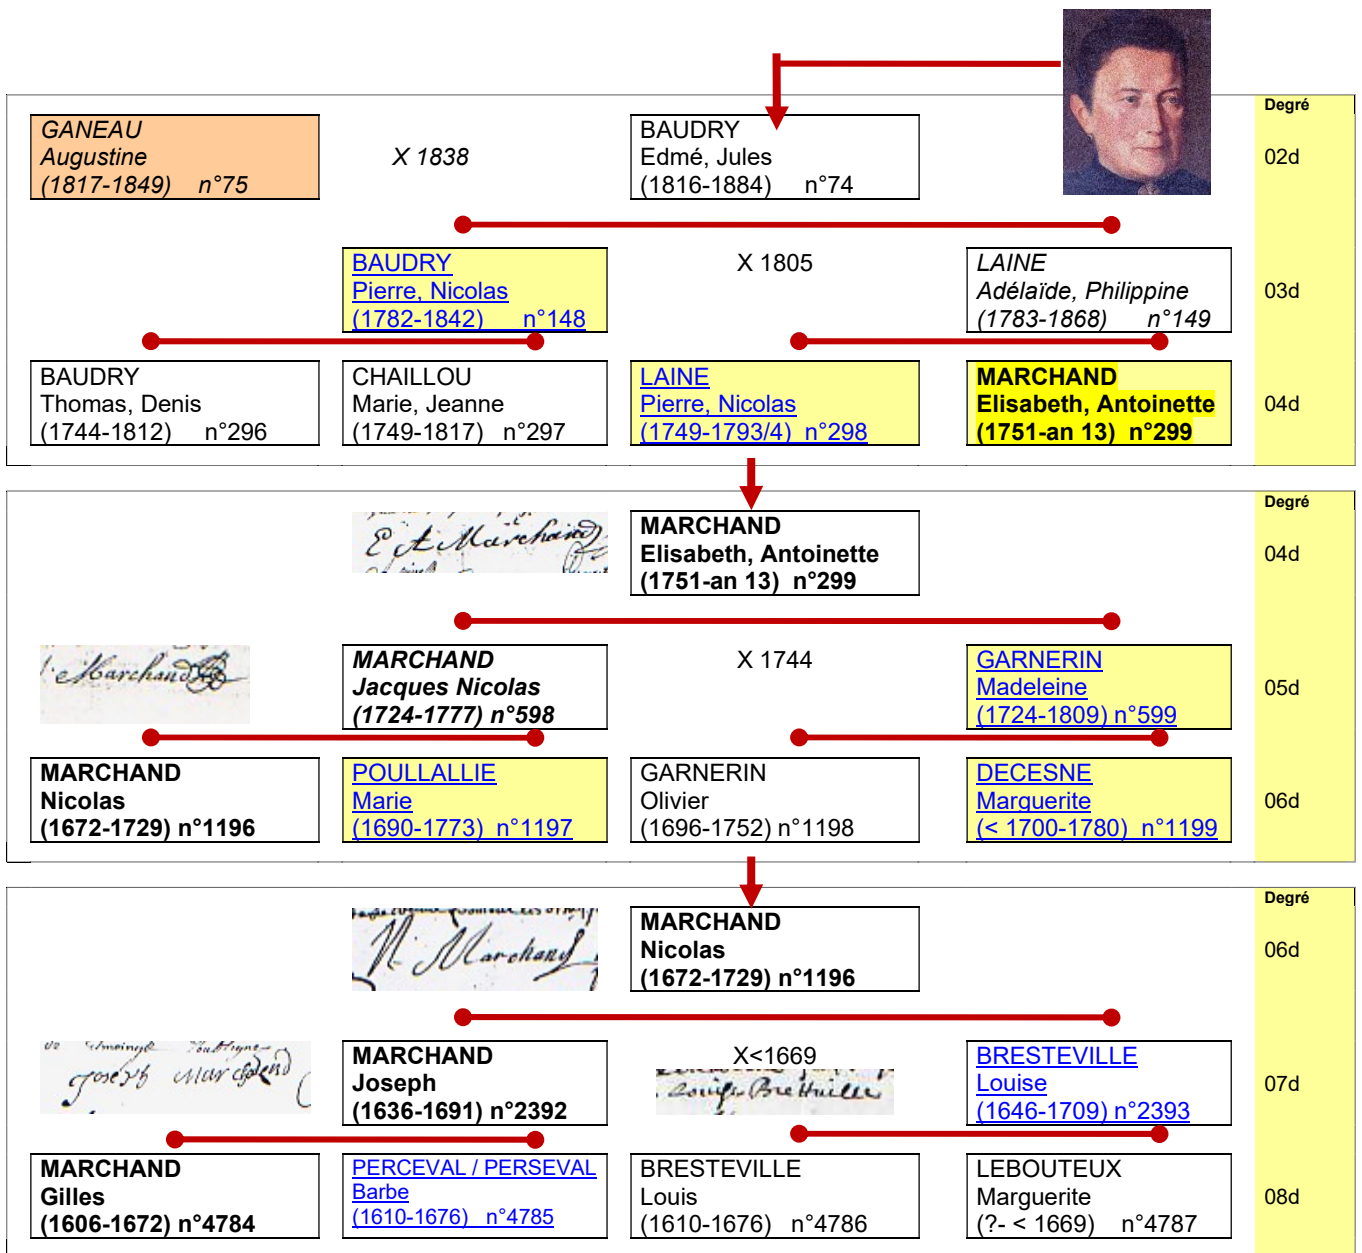 Degré
GANEAU
Augustine
(1817-1849) n°75
X 1838
BAUDRY
Edmé, Jules
(1816-1884) n°74
02d
BAUDRY
Pierre, Nicolas
(1782-1842) n°148
X 1805
LAINE
Adélaïde, Philippine
(1783-1868) n°149
03d
BAUDRY
Thomas, Denis
(1744-1812) n°296
CHAILLOU
Marie, Jeanne
(1749-1817) n°297
LAINE
Pierre, Nicolas
(1749-1793/4) n°298
MARCHAND
Elisabeth, Antoinette
(1751-an 13) n°299
04d
Degré
E A Marchand
MARCHAND
Elisabeth, Antoinette
(1751-an 13) n°299
04d
Marchand
MARCHAND
Jacques Nicolas
(1724-1777) n°598
X 1744
GARNERIN
Madeleine
(1724-1809) n°599
05d
MARCHAND
Nicolas
(1672-1729) n°1196
POULLALLIE
Marie
(1690-1773) n°1197
GARNERIN
Olivier
(1696-1752) n°1198
DECESNE
Marguerite
(< 1700-1780) n°1199
06d
Degré
N Marchand
MARCHAND
Nicolas
(1672-1729) n°1196
06d
Joseph Marchend
MARCHAND
Joseph
(1636-1691) n°2392
X<1669
BRESTEVILLE
Louise
(1646-1709) n°2393
07d
MARCHAND
Gilles
(1606-1672) n°4784
PERCEVAL / PERSEVAL
Barbe
(1610-1676) n°4785
BRESTEVILLE
Louis
(1610-1676) n°4786
LEBOUTEUX
Marguerite
(?- < 1669) n°4787
08d